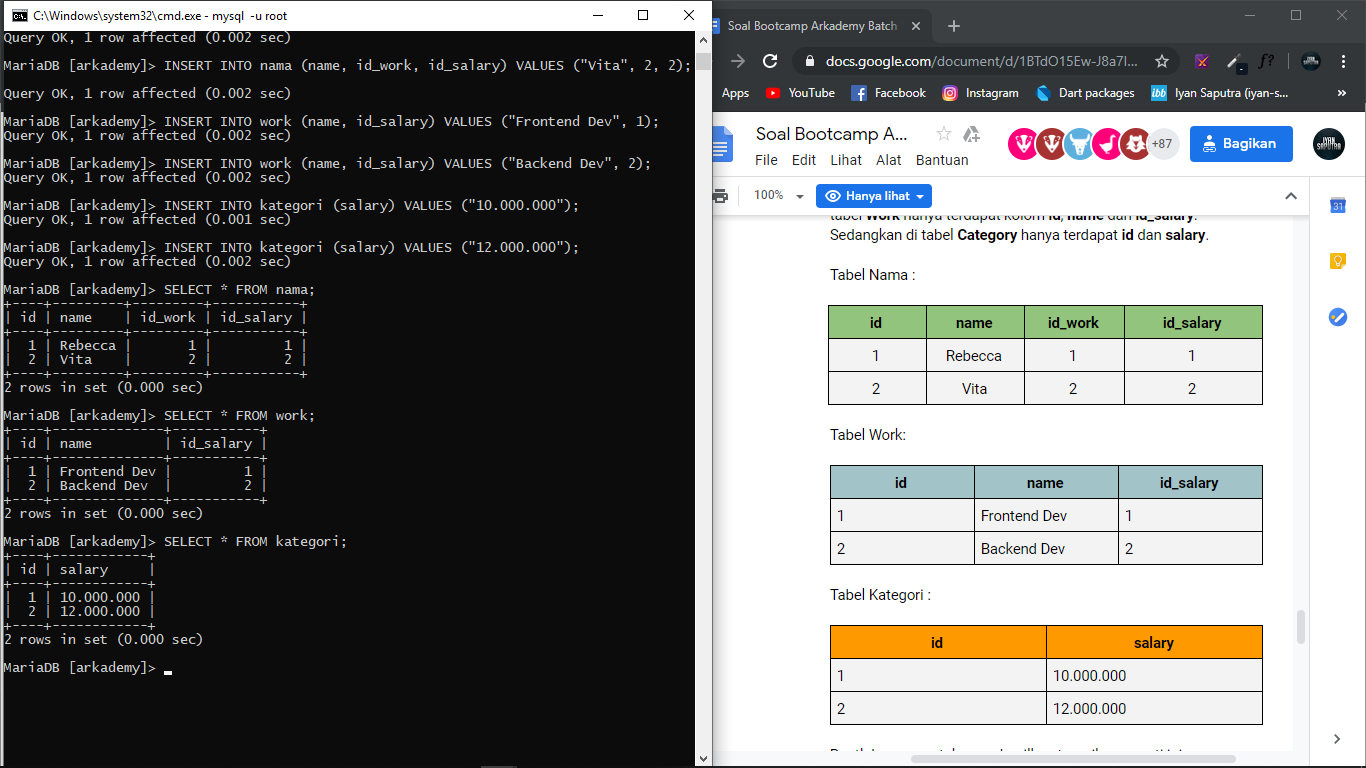 C:\Windows\system32\cmd.exe - mysql -u root
Query OK, 1 row affected (0.002 sec)
MariaDB [arkademy]> INSERT INTO nama (name, id_work, id_salary) VALUES ("Vita", 2, 2);
Query OK, 1 row affected (0.002 sec)
MariaDB [arkademy]> INSERT INTO work (name, id_salary) VALUES ("Frontend Dev", 1);
Query OK, 1 row affected (0.002 sec)
MariaDB [arkademy]> INSERT INTO work (name, id_salary) VALUES ("Backend Dev", 2);
Query OK, 1 row affected (0.002 sec)
MariaDB [arkademy]> INSERT INTO kategori (salary) VALUES ("10.000.000");
Query OK, 1 row affected (0.001 sec)
MariaDB [arkademy]> INSERT INTO kategori (salary) VALUES ("12.000.000");
Query OK, 1 row affected (0.002 sec)
MariaDB [arkademy]> SELECT * FROM nama;
+----+---------+---------+-----------+
| id | name    | id_work | id_salary |
+----+---------+---------+-----------+
|  1 | Rebecca |       1 |         1 |
|  2 | Vita    |       2 |         2 |
+----+---------+---------+-----------+
2 rows in set (0.000 sec)
MariaDB [arkademy]> SELECT * FROM work;
+----+--------------+-----------+
| id | name         | id_salary |
+----+--------------+-----------+
|  1 | Frontend Dev |         1 |
|  2 | Backend Dev  |         2 |
+----+--------------+-----------+
2 rows in set (0.000 sec)
MariaDB [arkademy]> SELECT * FROM kategori;
+----+------------+
| id | salary     |
+----+------------+
|  1 | 10.000.000 |
|  2 | 12.000.000 |
+----+------------+
2 rows in set (0.000 sec)
MariaDB [arkademy]>
Soal Bootcamp Arkademy Batch
docs.google.com/document/d/1BTdO15Ew-J8a7I...
f?
Apps YouTube Facebook Instagram Dart packages Iyan Saputra (iyan-s... »
Soal Bootcamp A...
+87
Bagikan
IYAN
SAPUTRA
File Edit Lihat Alat Bantuan
100% Hanya lihat
31
tabel Work hanya terdapat kolom id, name dan id_salary.
Sedangkan di tabel Category hanya terdapat id dan salary.
Tabel Nama :
id name id_work id_salary
1 Rebecca 1 1
2 Vita 2 2
Tabel Work:
id name id_salary
1 Frontend Dev 1
2 Backend Dev 2
Tabel Kategori :
id salary
1 10.000.000
2 12.000.000